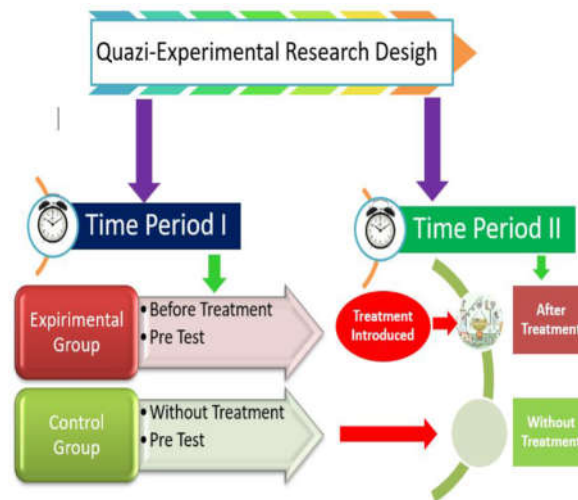 Quazi-Experimental Research Desigh
Time Period I
Time Period II
Expirimental
Group
• Before Treatment
• Pre Test
Treatment
Introduced
After
Treatment
Control
Group
• Without Treatment
• Pre Test
Without
Treatment